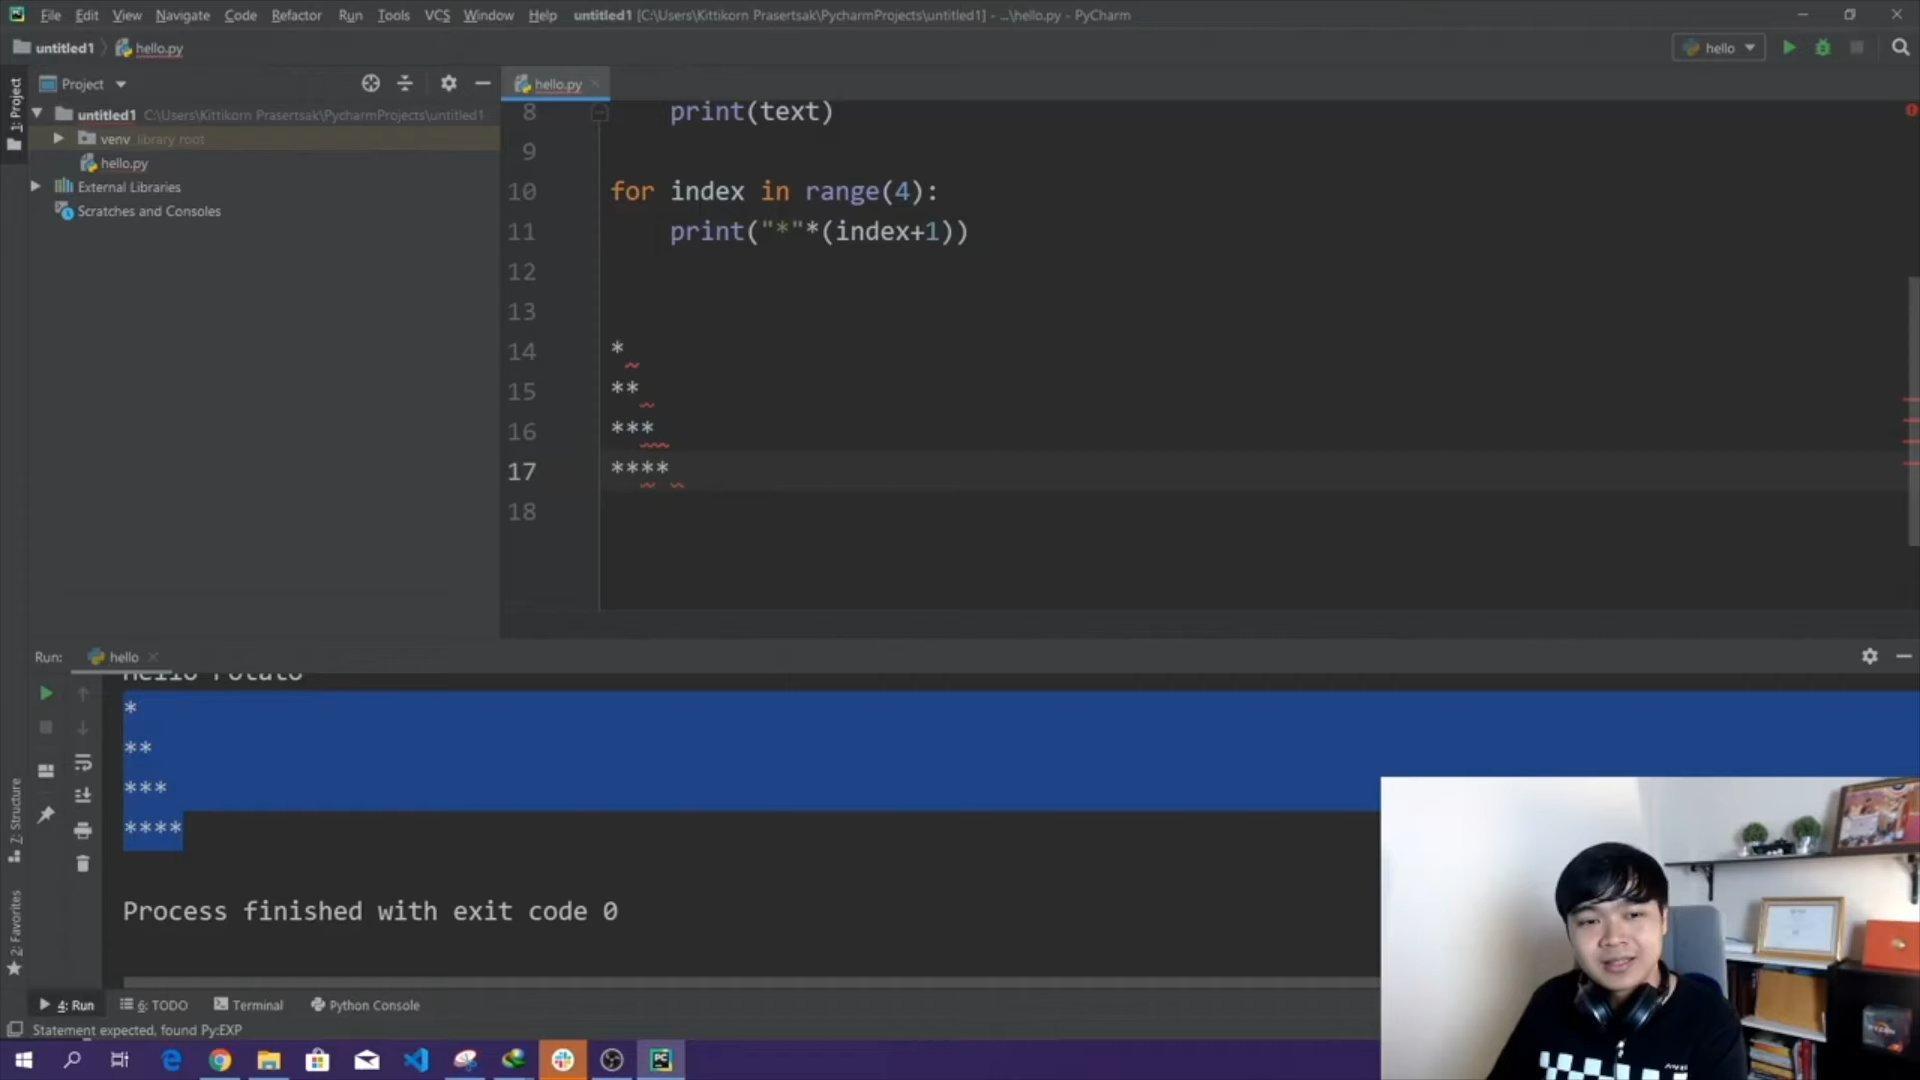 File Edit View Navigate Code Refactor Run Tools VCS Window Help untitled1 [C:\Users\Kittikorn Prasertsak\PycharmProjects\untitled1] - ...\hello.py - PyCharm
untitled1 hello.py
hello
1: Project
Project
untitled1 C:\Users\Kittikorn Prasertsak\PycharmProjects\untitled1
venv library root
hello.py
External Libraries
Scratches and Consoles
hello.py
8 print(text)
9
10 for index in range(4):
11 print("*"*(index+1))
12
13
14 *
15 **
16 ***
17 ****
18
Run: hello
Hello Potato
*
**
***
****
Process finished with exit code 0
7: Structure
2: Favorites
4: Run 6: TODO Terminal Python Console
Statement expected, found Py:EXP
PC